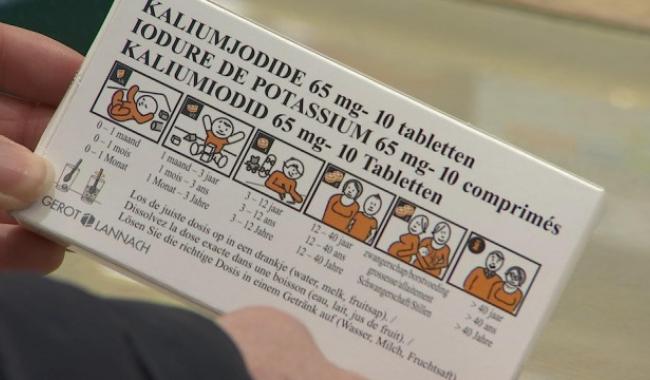 KALIUMJODIDE 65 mg- 10 tabletten
IODURE DE POTASSIUM 65 mg- 10 comprimés
KALIUMIODID 65 mg- 10 Tabletten
0 – 1 maand
0 – 1 mois
0 – 1 Monat
1 maand – 3 jaar
1 mois – 3 ans
1 Monat – 3 Jahre
3 – 12 jaar
3 – 12 ans
3 – 12 Jahre
12 – 40 jaar
12 – 40 ans
12 – 40 Jahre
zwangerschap/borstvoeding
grossesse/allaitement
Schwangerschaft/Stillen
> 40 jaar
> 40 ans
> 40 Jahre
GEROT LANNACH
Los de juiste dosis op in een drankje (water, melk, fruitsap). /
Dissolvez la dose exacte dans une boisson (eau, lait, jus de fruit). /
Lösen Sie die richtige Dosis in einem Getränk auf (Wasser, Milch, Fruchtsaft)